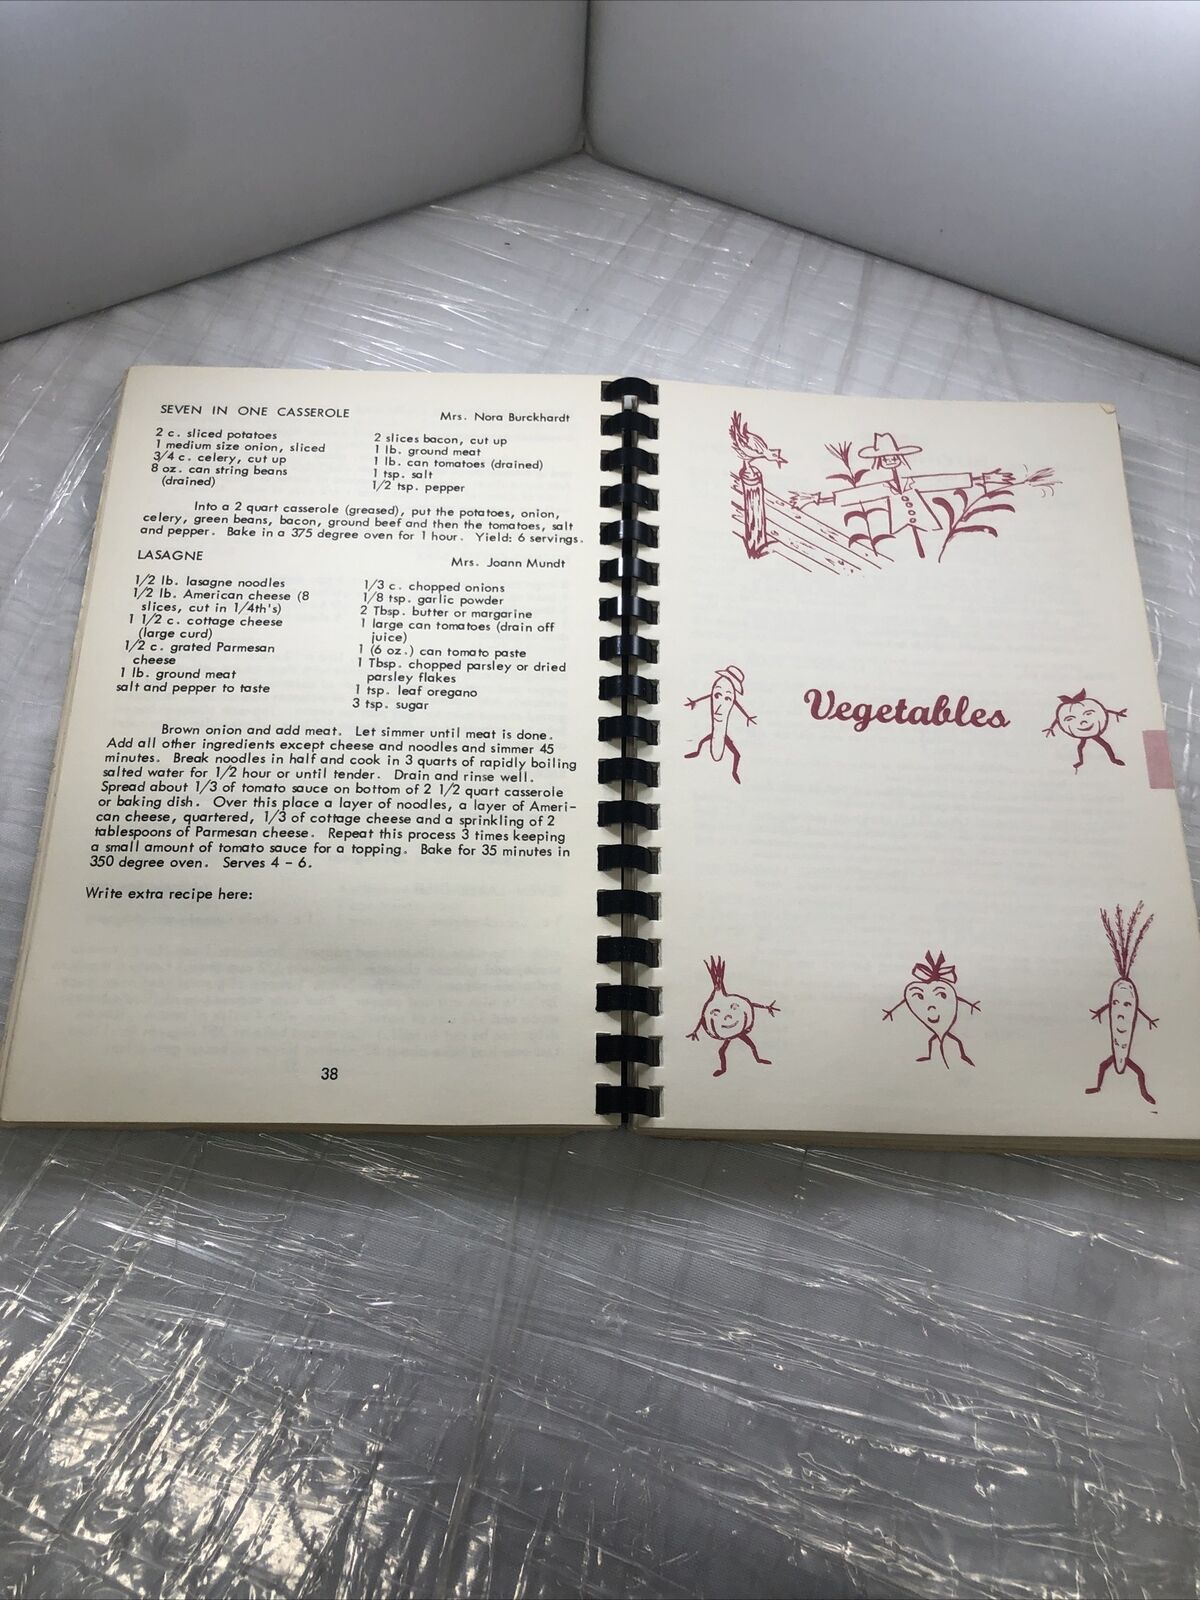 SEVEN IN ONE CASSEROLE
Mrs. Nora Burckhardt
2 c. sliced potatoes
1 medium size onion, sliced
3/4 c. celery, cut up
8 oz. can string beans
(drained)
2 slices bacon, cut up
1 lb. ground meat
1 lb. can tomatoes (drained)
1 tsp. salt
1/2 tsp. pepper
Into a 2 quart casserole (greased), put the potatoes, onion,
celery, green beans, bacon, ground beef and then the tomatoes, salt
and pepper. Bake in a 375 degree oven for 1 hour. Yield: 6 servings.
LASAGNE
Mrs. Joann Mundt
1/2 lb. lasagne noodles
1/2 lb. American cheese (8
slices, cut in 1/4th's)
1 1/2 c. cottage cheese
(large curd)
1/2 c. grated Parmesan
cheese
1 lb. ground meat
salt and pepper to taste
1/3 c. chopped onions
1/8 tsp. garlic powder
2 Tbsp. butter or margarine
1 large can tomatoes (drain off
juice)
1 (6 oz.) can tomato paste
1 Tbsp. chopped parsley or dried
parsley flakes
1 tsp. leaf oregano
3 tsp. sugar
Brown onion and add meat. Let simmer until meat is done.
Add all other ingredients except cheese and noodles and simmer 45
minutes. Break noodles in half and cook in 3 quarts of rapidly boiling
salted water for 1/2 hour or until tender. Drain and rinse well.
Spread about 1/3 of tomato sauce on bottom of 2 1/2 quart casserole
or baking dish. Over this place a layer of noodles, a layer of Ameri-
can cheese, quartered, 1/3 of cottage cheese and a sprinkling of 2
tablespoons of Parmesan cheese. Repeat this process 3 times keeping
a small amount of tomato sauce for a topping. Bake for 35 minutes in
350 degree oven. Serves 4 - 6.
Write extra recipe here:
38
Vegetables